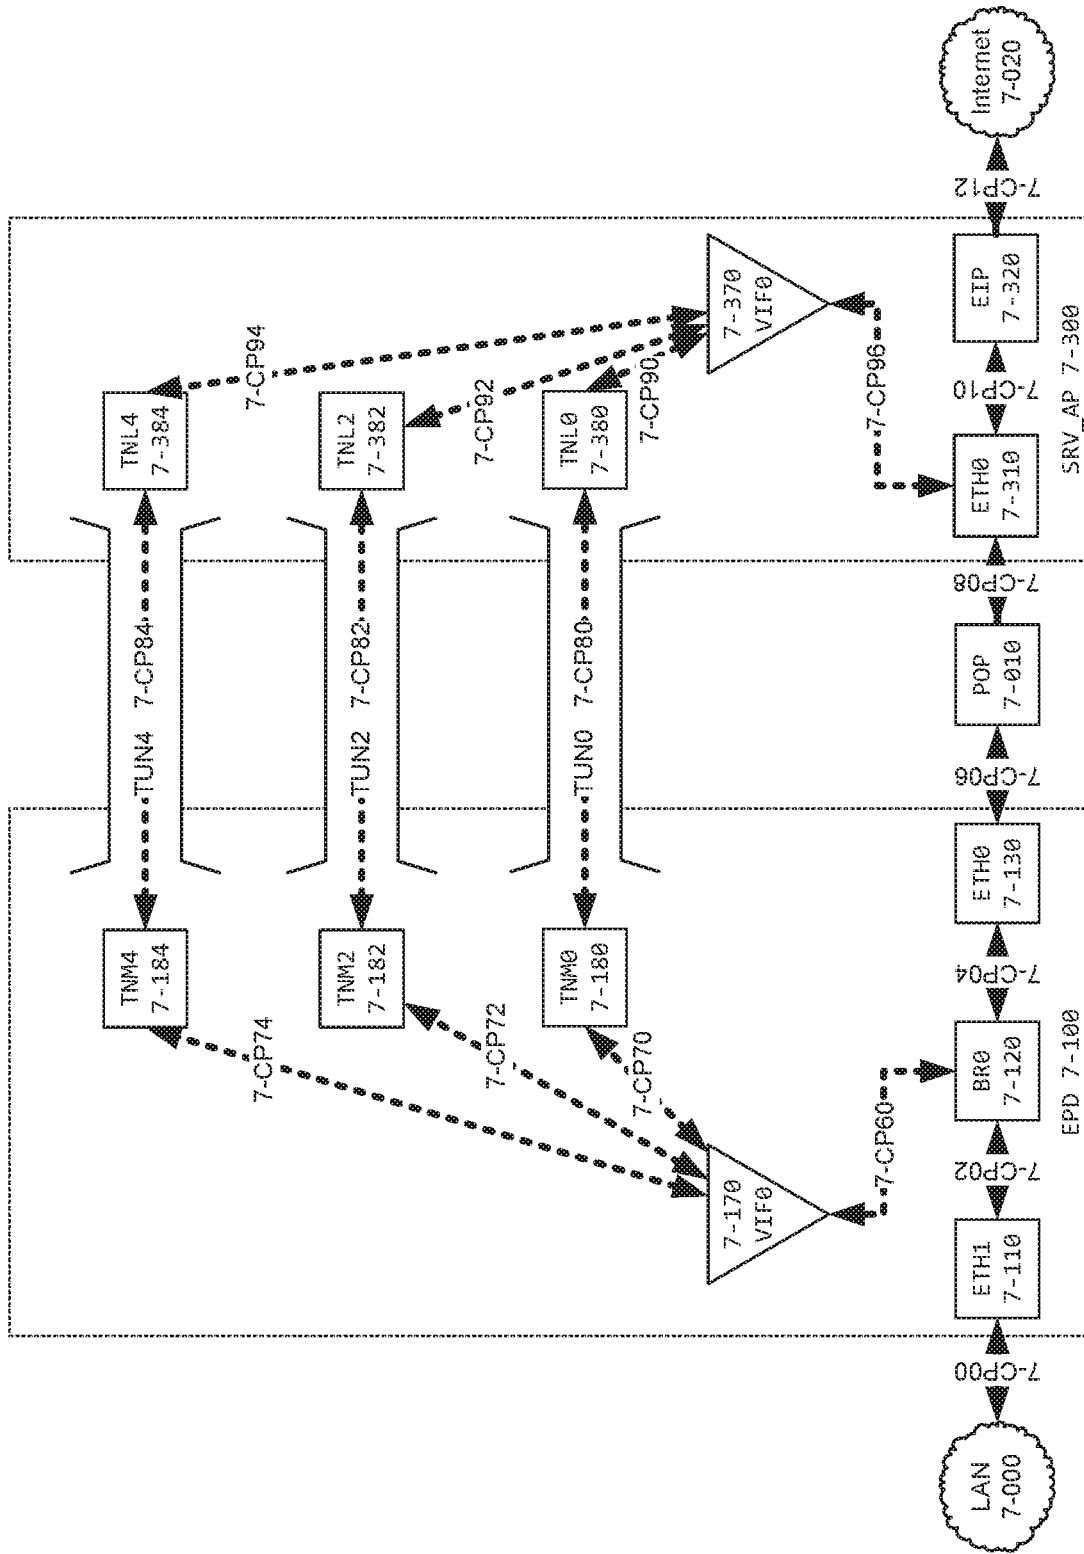 TNM4
7-184
TUN4
7-CP84
TNL4
7-384
7-CP74
7-CP94
TNM2
7-182
TUN2
7-CP82
TNL2
7-382
7-CP72
7-CP92
TNM0
7-180
TUN0
7-CP80
TNL0
7-380
7-CP70
7-CP90
7-170
VIF0
7-370
VIF0
7-CP60
7-CP96
LAN
7-000
7-CP00
ETH1
7-110
7-CP02
BR0
7-120
7-CP04
ETH0
7-130
7-CP06
POP
7-010
7-CP08
ETH0
7-310
7-CP10
EIP
7-320
7-CP12
Internet
7-020
EPD 7-100
SRV_AP 7-300